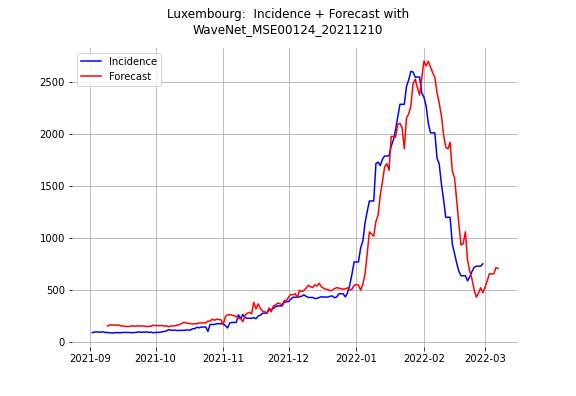 Luxembourg:  Incidence + Forecast with
WaveNet_MSE00124_20211210
Incidence
Forecast
2500
2000
1500
1000
500
0
2021-09 2021-10 2021-11 2021-12 2022-01 2022-02 2022-03